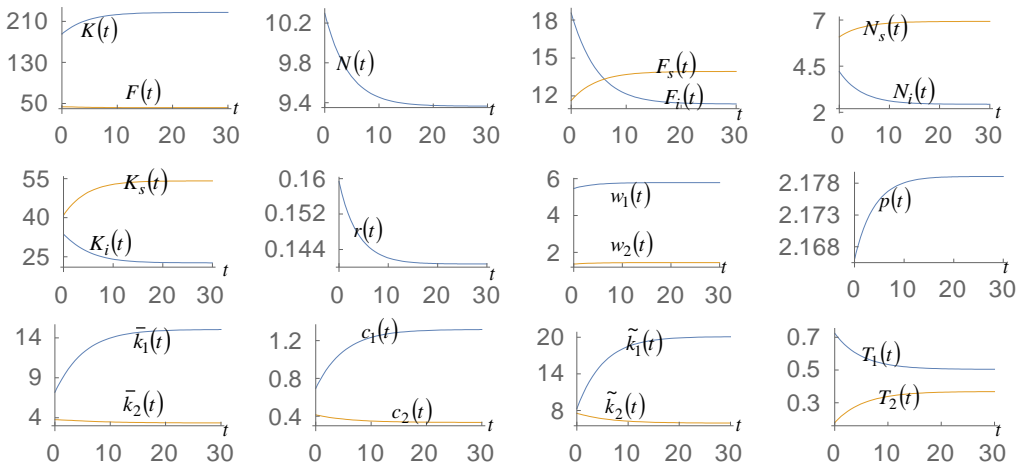 210
130
50
K(t)
F(t)
t
0 10 20 30
10.2
9.8
9.4
N(t)
t
0 10 20 30
18
15
12
F_s(t)
F_i(t)
t
0 10 20 30
7
4.5
2
N_s(t)
N_i(t)
t
0 10 20 30
55
40
25
K_s(t)
K_i(t)
t
0 10 20 30
0.16
0.152
0.144
r(t)
t
0 10 20 30
6
4
2
w_1(t)
w_2(t)
t
0 10 20 30
2.178
2.173
2.168
p(t)
t
0 10 20 30
14
9
4
k̄_1(t)
k̄_2(t)
t
0 10 20 30
1.2
0.8
0.4
c_1(t)
c_2(t)
t
0 10 20 30
20
16
12
8
k̃_1(t)
k̃_2(t)
t
0 10 20 30
0.7
0.5
0.3
T_1(t)
T_2(t)
t
0 10 20 30